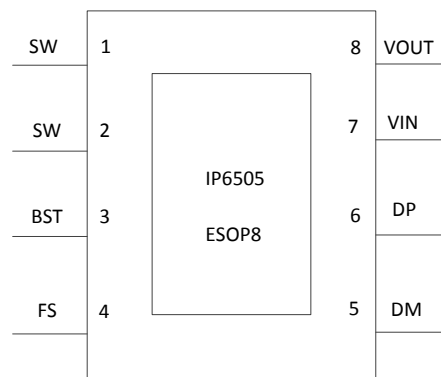 SW 1 8 VOUT
SW 2 7 VIN
IP6505
BST 3 6 DP
ESOP8
FS 4 5 DM